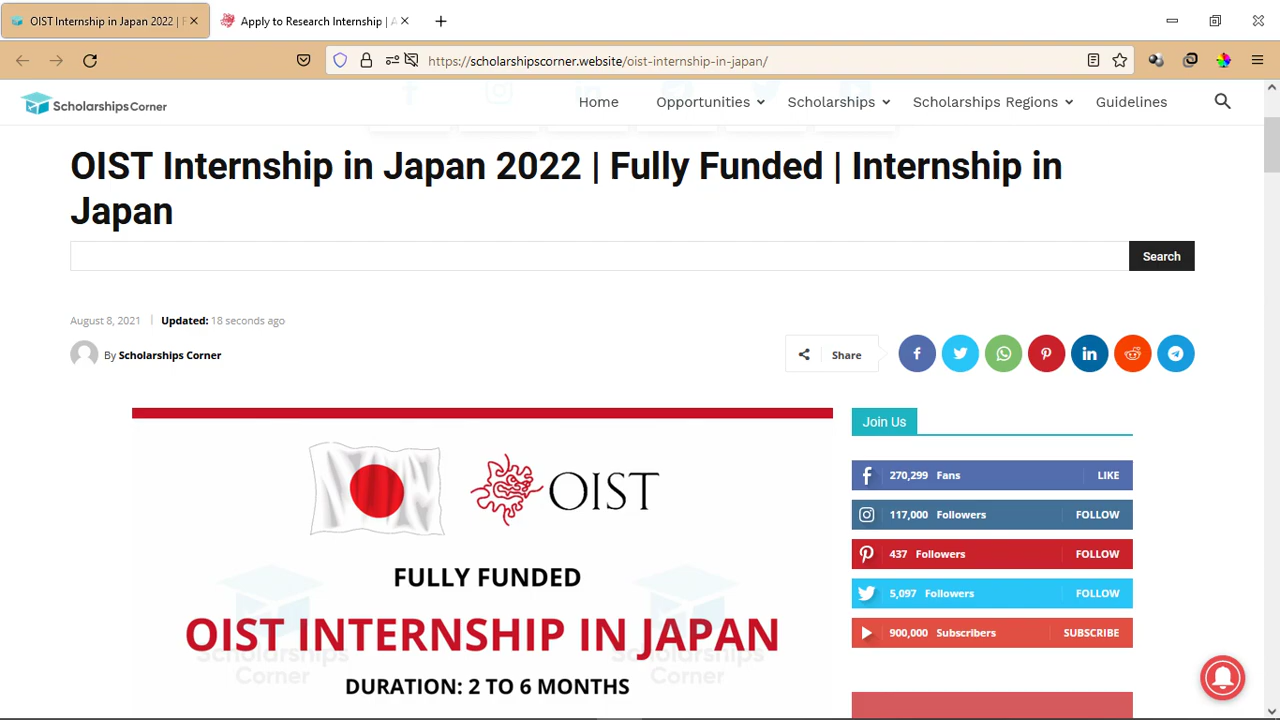 OIST Internship in Japan 2022 | F
Apply to Research Internship | A
https://scholarshipscorner.website/oist-internship-in-japan/
ScholarshipsCorner
Home Opportunities Scholarships Scholarships Regions Guidelines
OIST Internship in Japan 2022 | Fully Funded | Internship in
Japan
Search
August 8, 2021 Updated: 18 seconds ago
By Scholarships Corner
Share
Join Us
270,299 Fans LIKE
117,000 Followers FOLLOW
437 Followers FOLLOW
5,097 Followers FOLLOW
900,000 Subscribers SUBSCRIBE
OIST
FULLY FUNDED
OIST INTERNSHIP IN JAPAN
Scholarships
Corner
Scholarships
Corner
DURATION: 2 TO 6 MONTHS